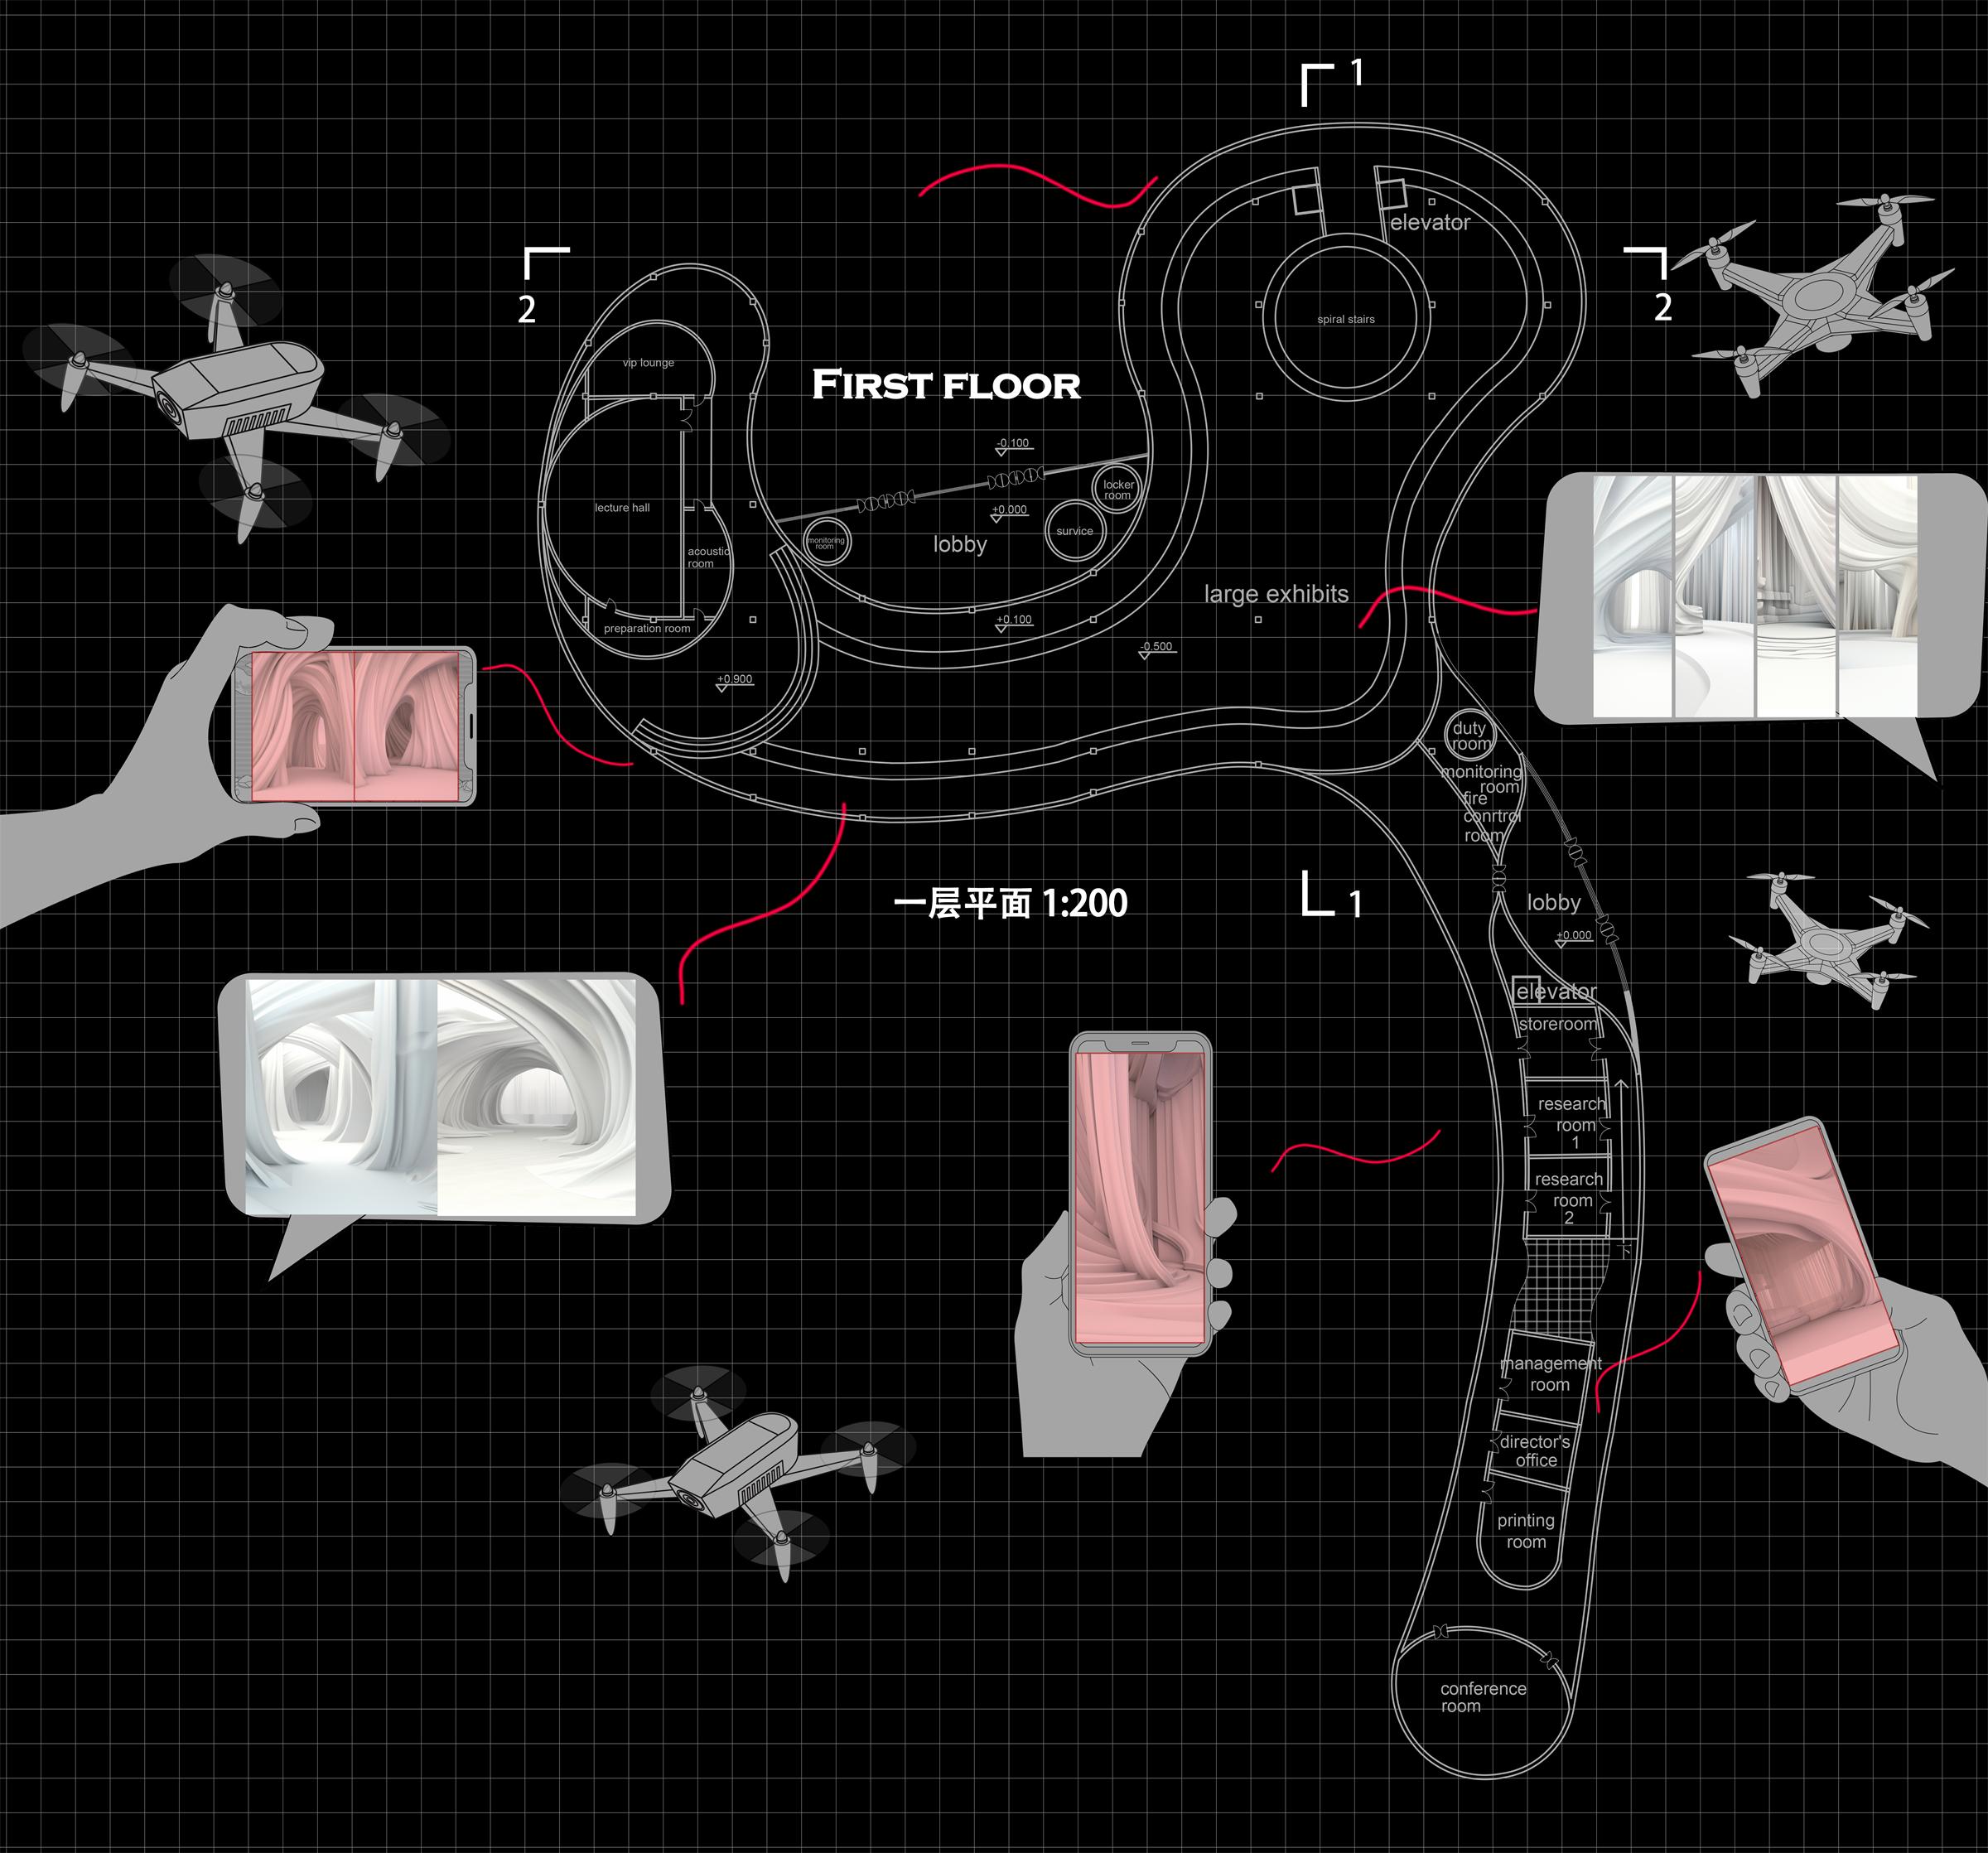 1
elevator
2
2
spiral stairs
vip lounge
FIRST FLOOR
-0.100
locker
room
lecture hall
+0.000
survice
monitoring
room
lobby
acoustic
room
large exhibits
+0.100
preparation room
-0.500
+0.900
duty
room
monitoring
room
fire
conrtrol
room
一层平面 1:200
1
lobby
+0.000
elevator
storeroom
research
room
1
research
room
2
management
room
director's
office
printing
room
conference
room